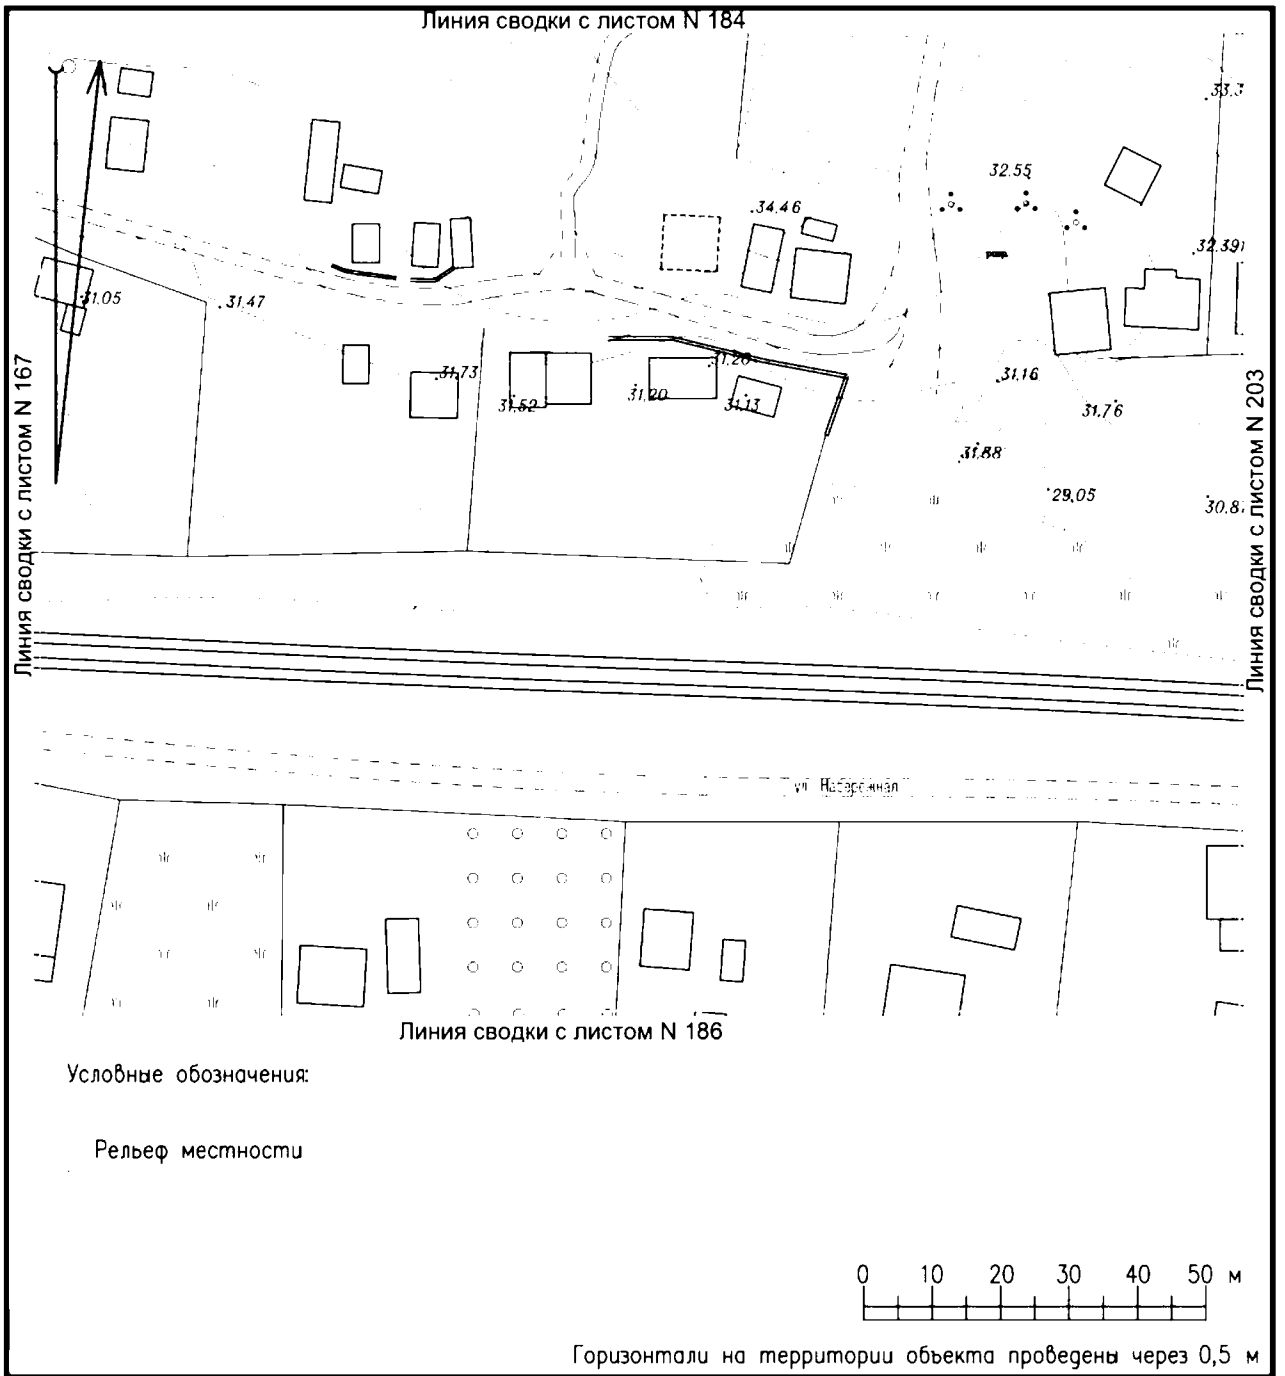 Линия сводки с листом N 184
33.3
32.55
34.46
32.39
31.05
31.47
Линия сводки с листом N 167
31.73
31.52
31.20
31.20
31.13
31.16
31.76
Линия сводки с листом N 203
31.88
29.05
30.8
ул. Набережная
Линия сводки с листом N 186
Условные обозначения:
Рельеф местности
0 10 20 30 40 50 м
Горизонтали на территории объекта проведены через 0,5 м